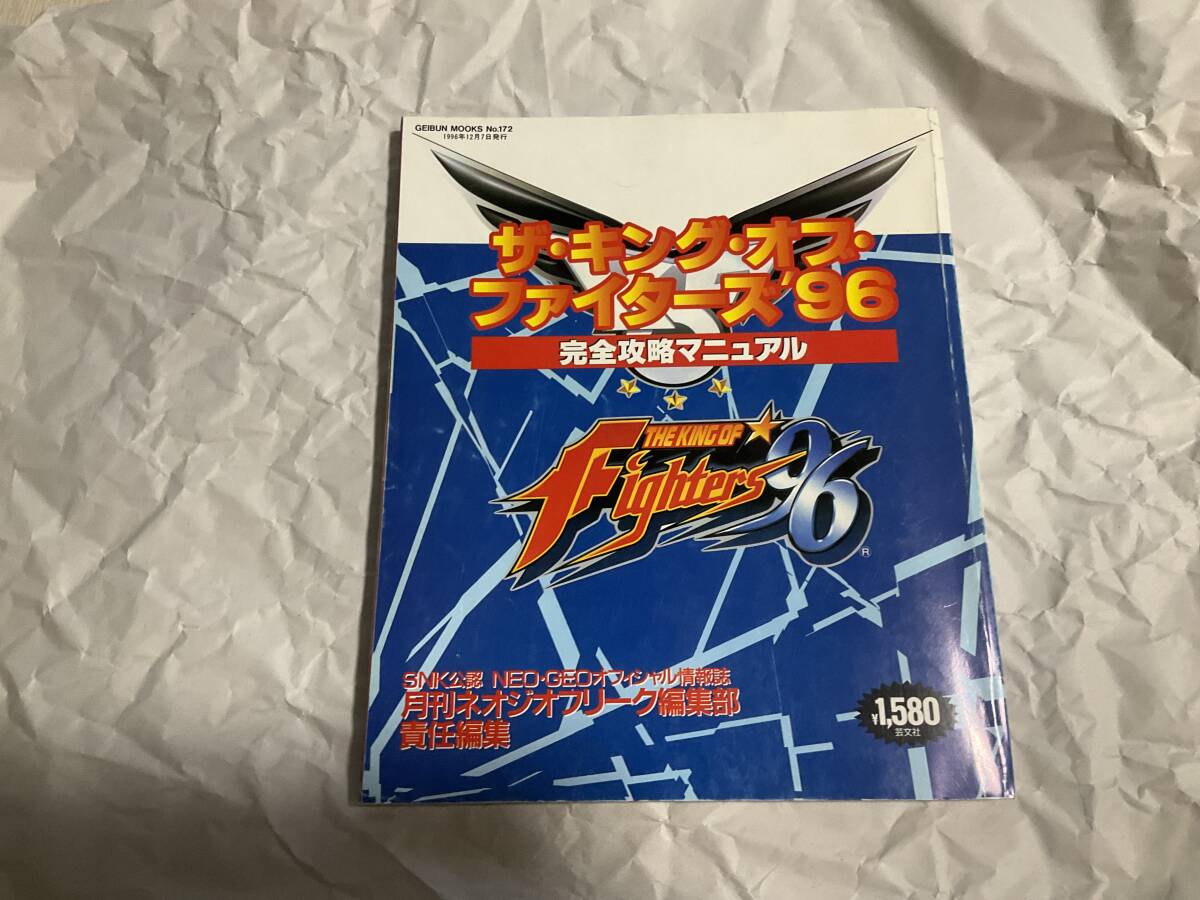 GEIBUN MOOKS No.172
1996年12月7日発行
ザ・キング・オブ・
ファイターズ'96
完全攻略マニュアル
THE KING OF
Fighters '96
®
SNK公認 NEO・GEOオフィシャル情報誌
月刊ネオジオフリーク編集部
責任編集
¥1,580
芸文社